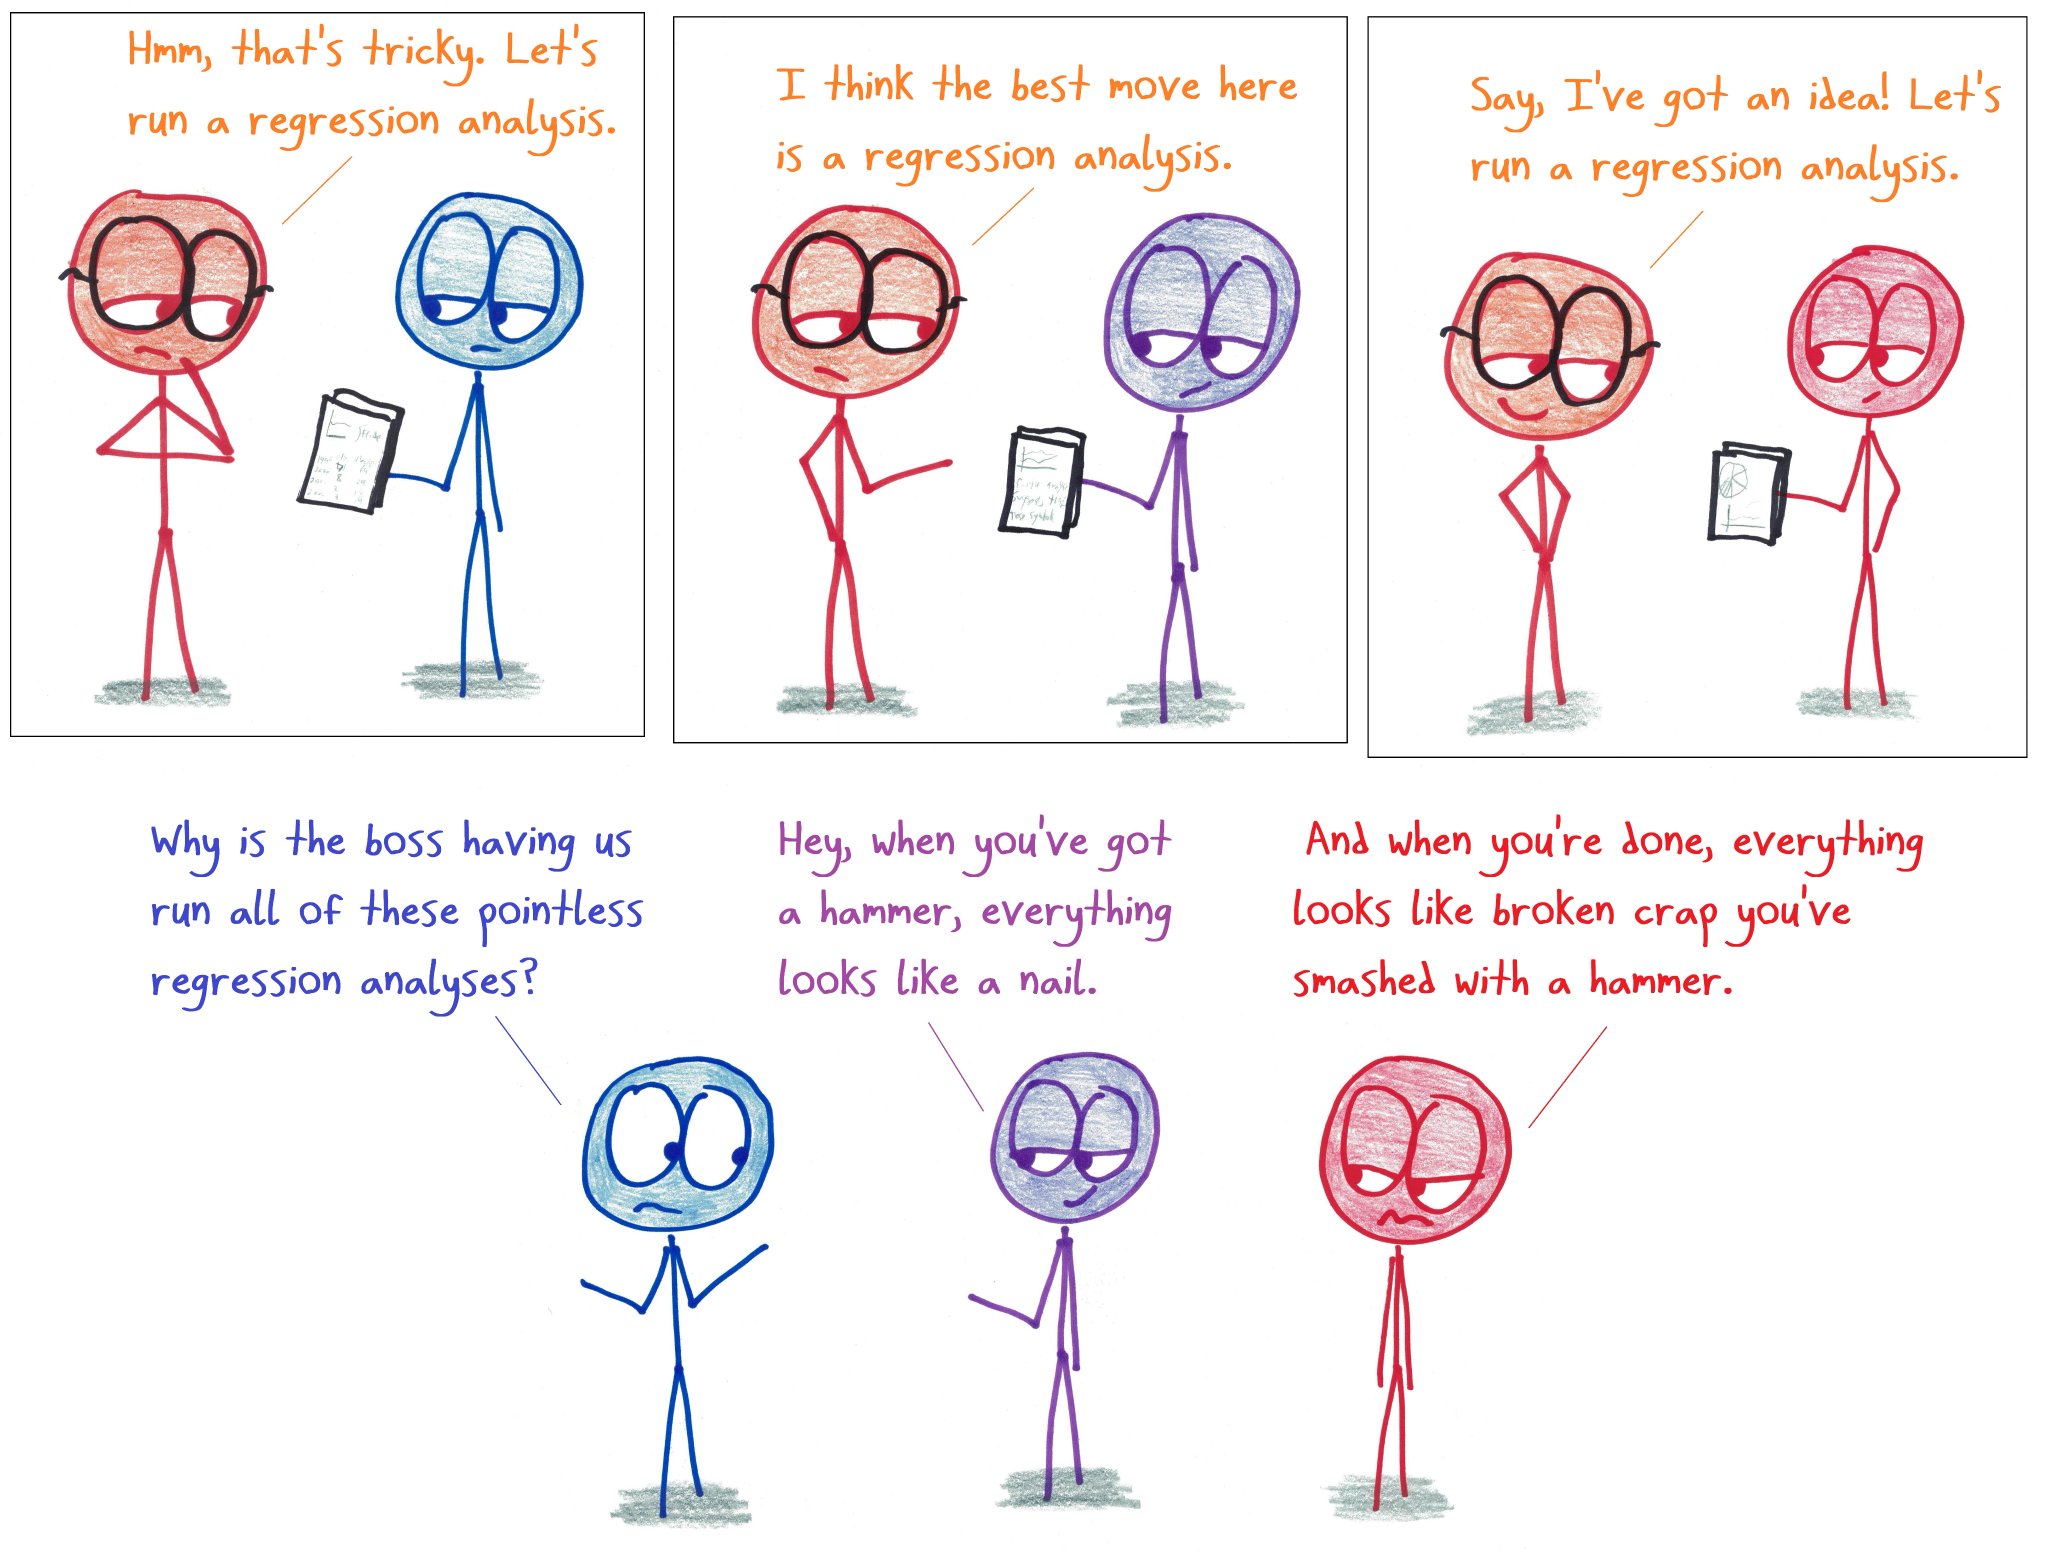 Hmm, that's tricky. Let's
run a regression analysis.
I think the best move here
is a regression analysis.
Say, I've got an idea! Let's
run a regression analysis.
Why is the boss having us
run all of these pointless
regression analyses?
Hey, when you've got
a hammer, everything
looks like a nail.
And when you're done, everything
looks like broken crap you've
smashed with a hammer.